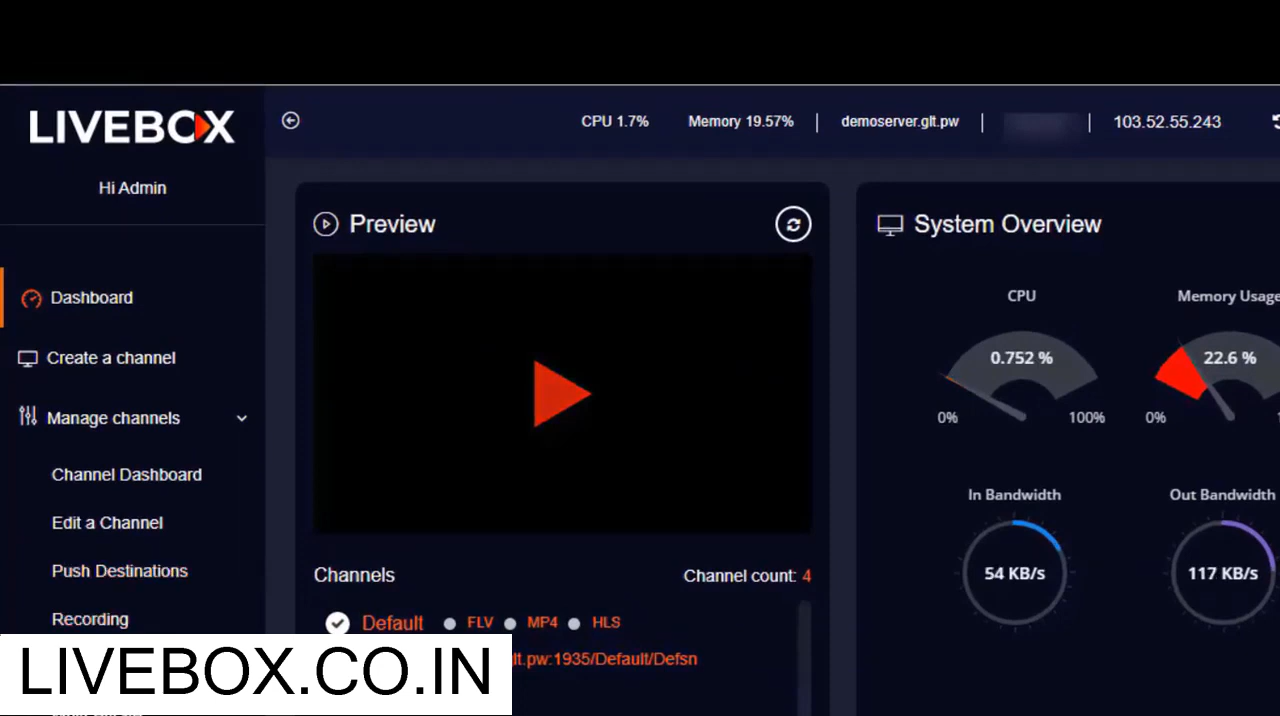 LIVEBOX
CPU 1.7% Memory 19.57% | demoserver.glt.pw | | 103.52.55.243
Hi Admin
Preview
System Overview
Dashboard
Create a channel
Manage channels
Channel Dashboard
Edit a Channel
Push Destinations
Recording
CPU
0.752 %
0% 100%
Memory Usage
22.6 %
0%
In Bandwidth
54 KB/s
Out Bandwidth
117 KB/s
Channels
Channel count: 4
Default FLV MP4 HLS
glt.pw:1935/Default/Defsn
LIVEBOX.CO.IN